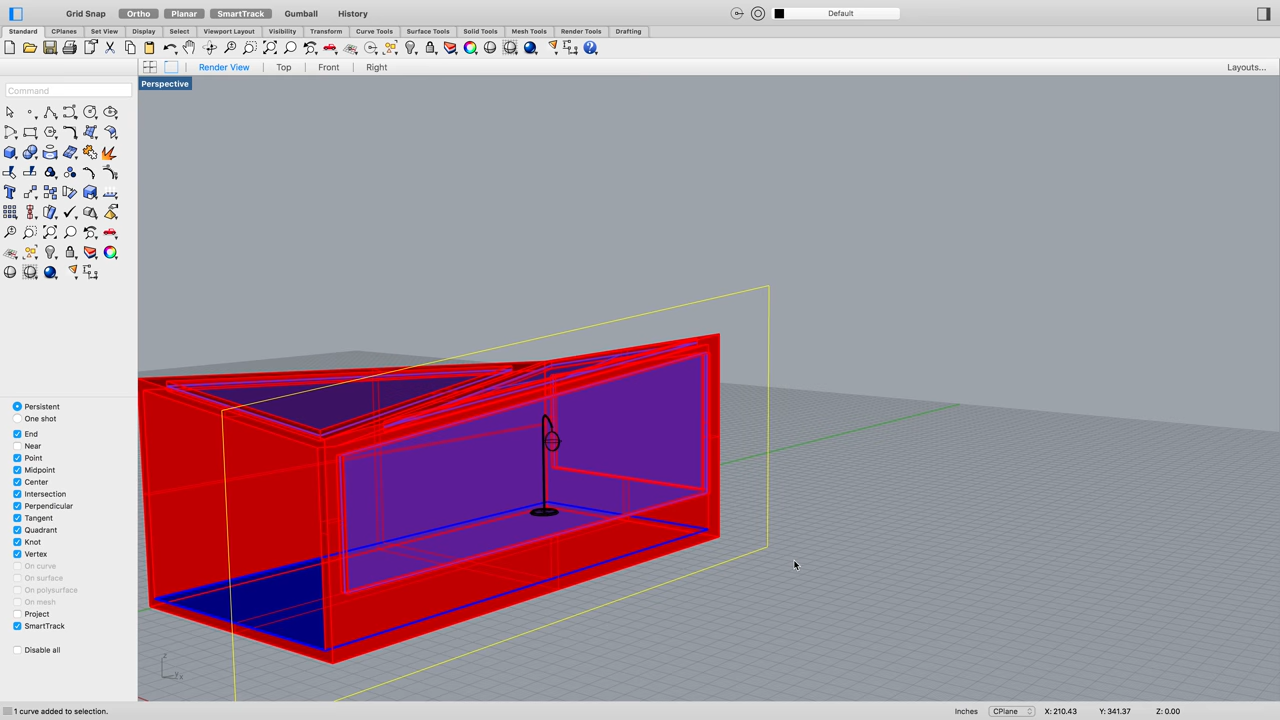 Grid Snap Ortho Planar SmartTrack Gumball History Default
Standard CPlanes Set View Display Select Viewport Layout Visibility Transform Curve Tools Surface Tools Solid Tools Mesh Tools Render Tools Drafting
Render View Top Front Right Layouts...
Perspective
Command
Persistent
One shot
End
Near
Point
Midpoint
Center
Intersection
Perpendicular
Tangent
Quadrant
Knot
Vertex
On curve
On surface
On polysurface
On mesh
Project
SmartTrack
Disable all
z
y x
1 curve added to selection. Inches CPlane X: 210.43 Y: 341.37 Z: 0.00